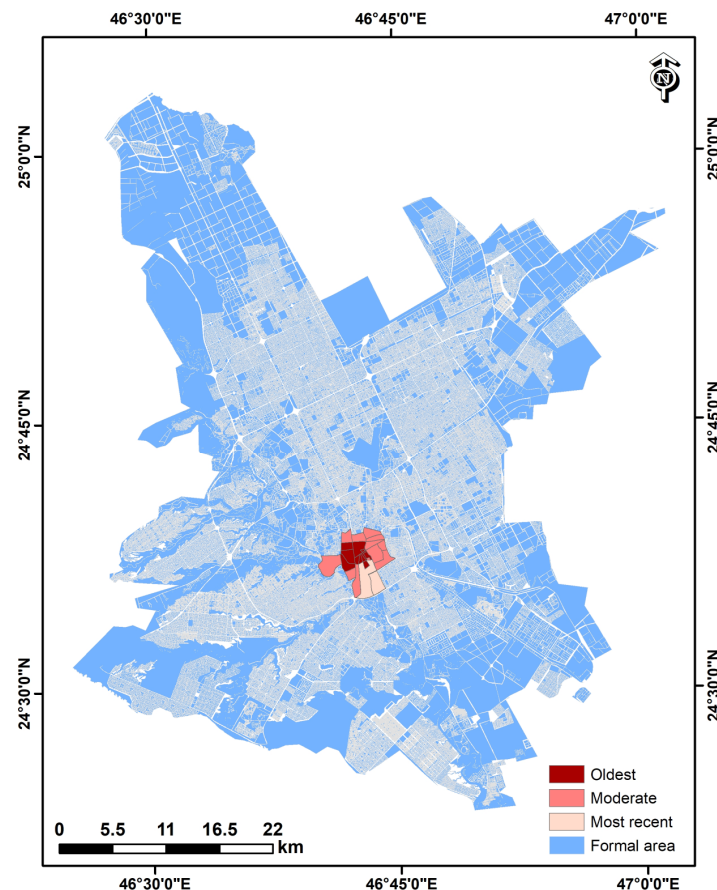 46°30'0"E 46°45'0"E 47°0'0"E
N
25°0'0"N 25°0'0"N
24°45'0"N 24°45'0"N
24°30'0"N 24°30'0"N
Oldest
Moderate
Most recent
Formal area
0 5.5 11 16.5 22
km
46°30'0"E 46°45'0"E 47°0'0"E